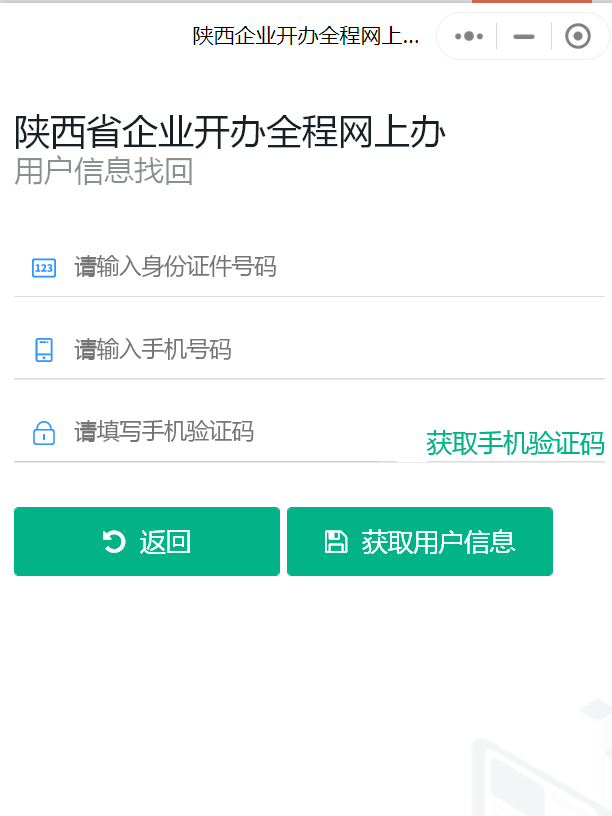 陕西企业开办全程网上...
陕西省企业开办全程网上办
用户信息找回
123
请输入身份证件号码
请输入手机号码
请填写手机验证码
获取手机验证码
返回
获取用户信息